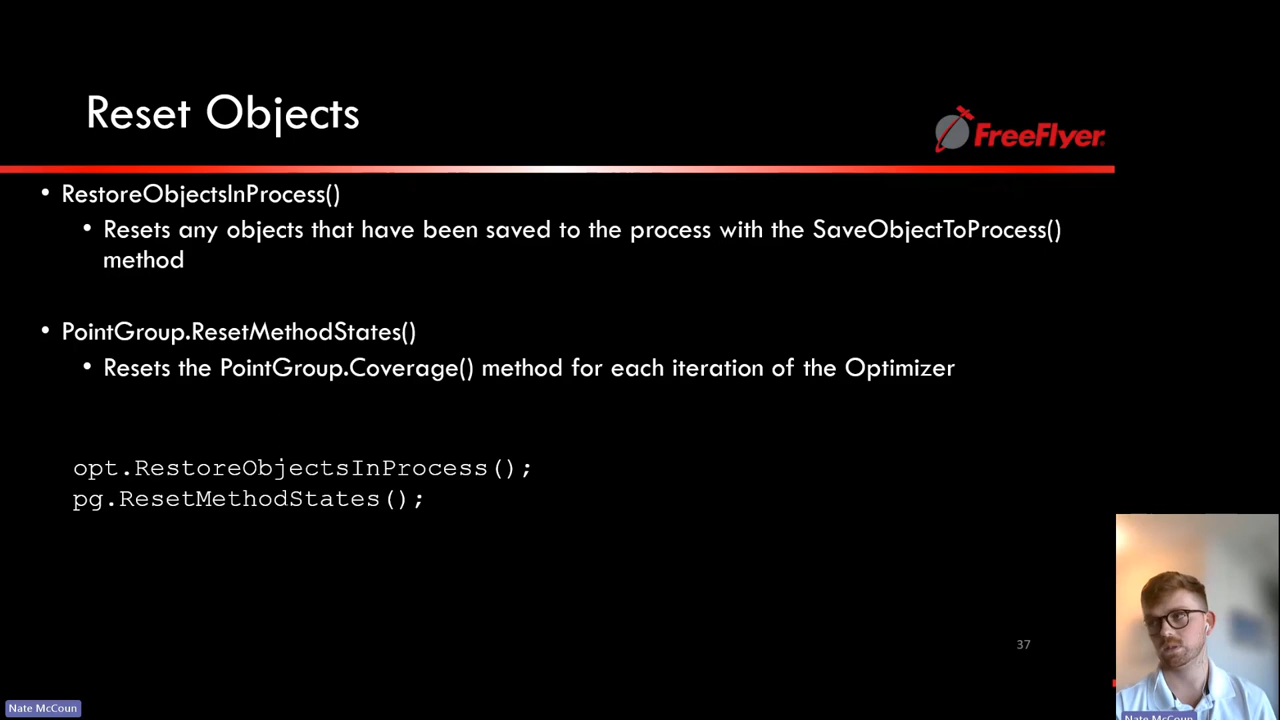 Reset Objects
FreeFlyer
• RestoreObjectsInProcess()
• Resets any objects that have been saved to the process with the SaveObjectToProcess()
method
• PointGroup.ResetMethodStates()
• Resets the PointGroup.Coverage() method for each iteration of the Optimizer
opt.RestoreObjectsInProcess();
pg.ResetMethodStates();
37
Nate McCoun
Nate McCoun